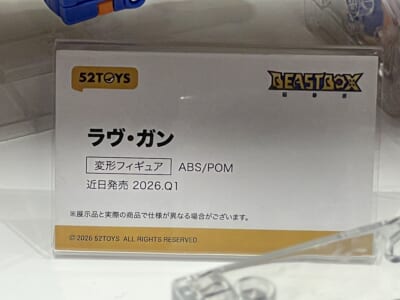 52TOYS
BEASTBOX
ラヴ・ガン
変形フィギュア ABS/POM
近日発売 2026.Q1
※展示品と実際の商品で仕様が異なる場合がございます。
© 2026 52TOYS. ALL RIGHTS RESERVED.